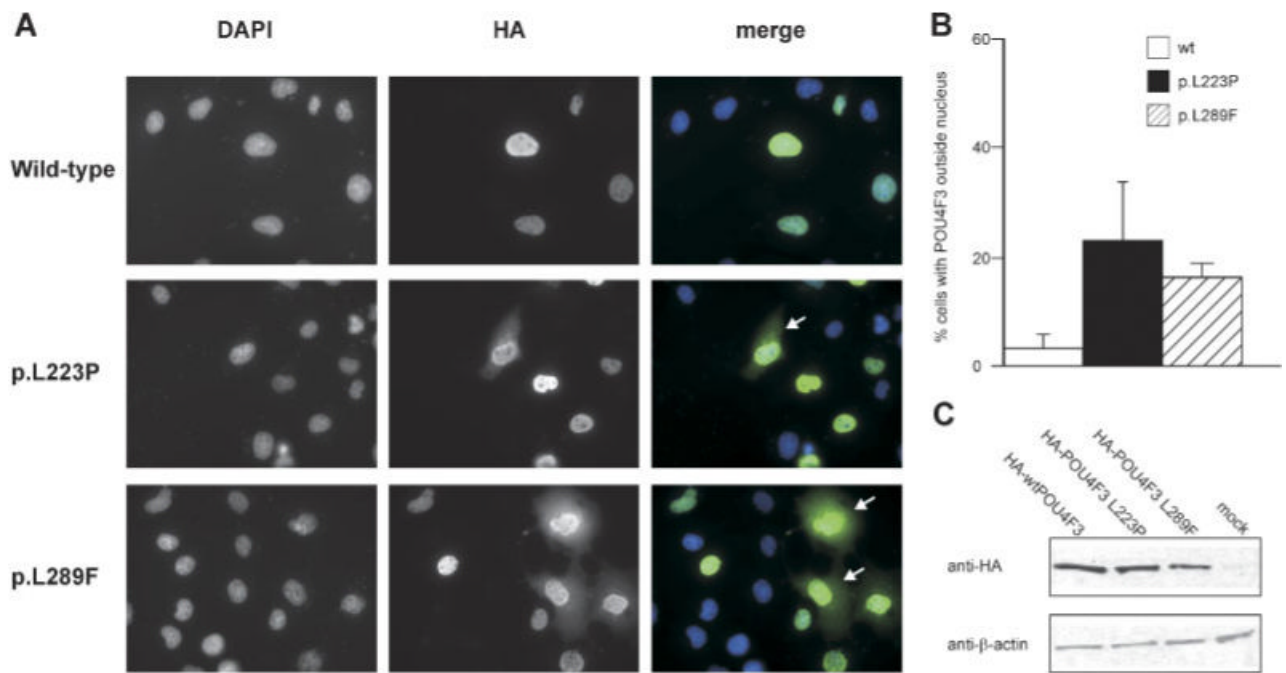 A
DAPI
HA
merge
Wild-type
p.L223P
p.L289F
B
% cells with POU4F3 outside nucleus
60
40
20
0
wt
p.L223P
p.L289F
C
HA-wtPOU4F3
HA-POU4F3 L223P
HA-POU4F3 L289F
mock
anti-HA
anti-β-actin